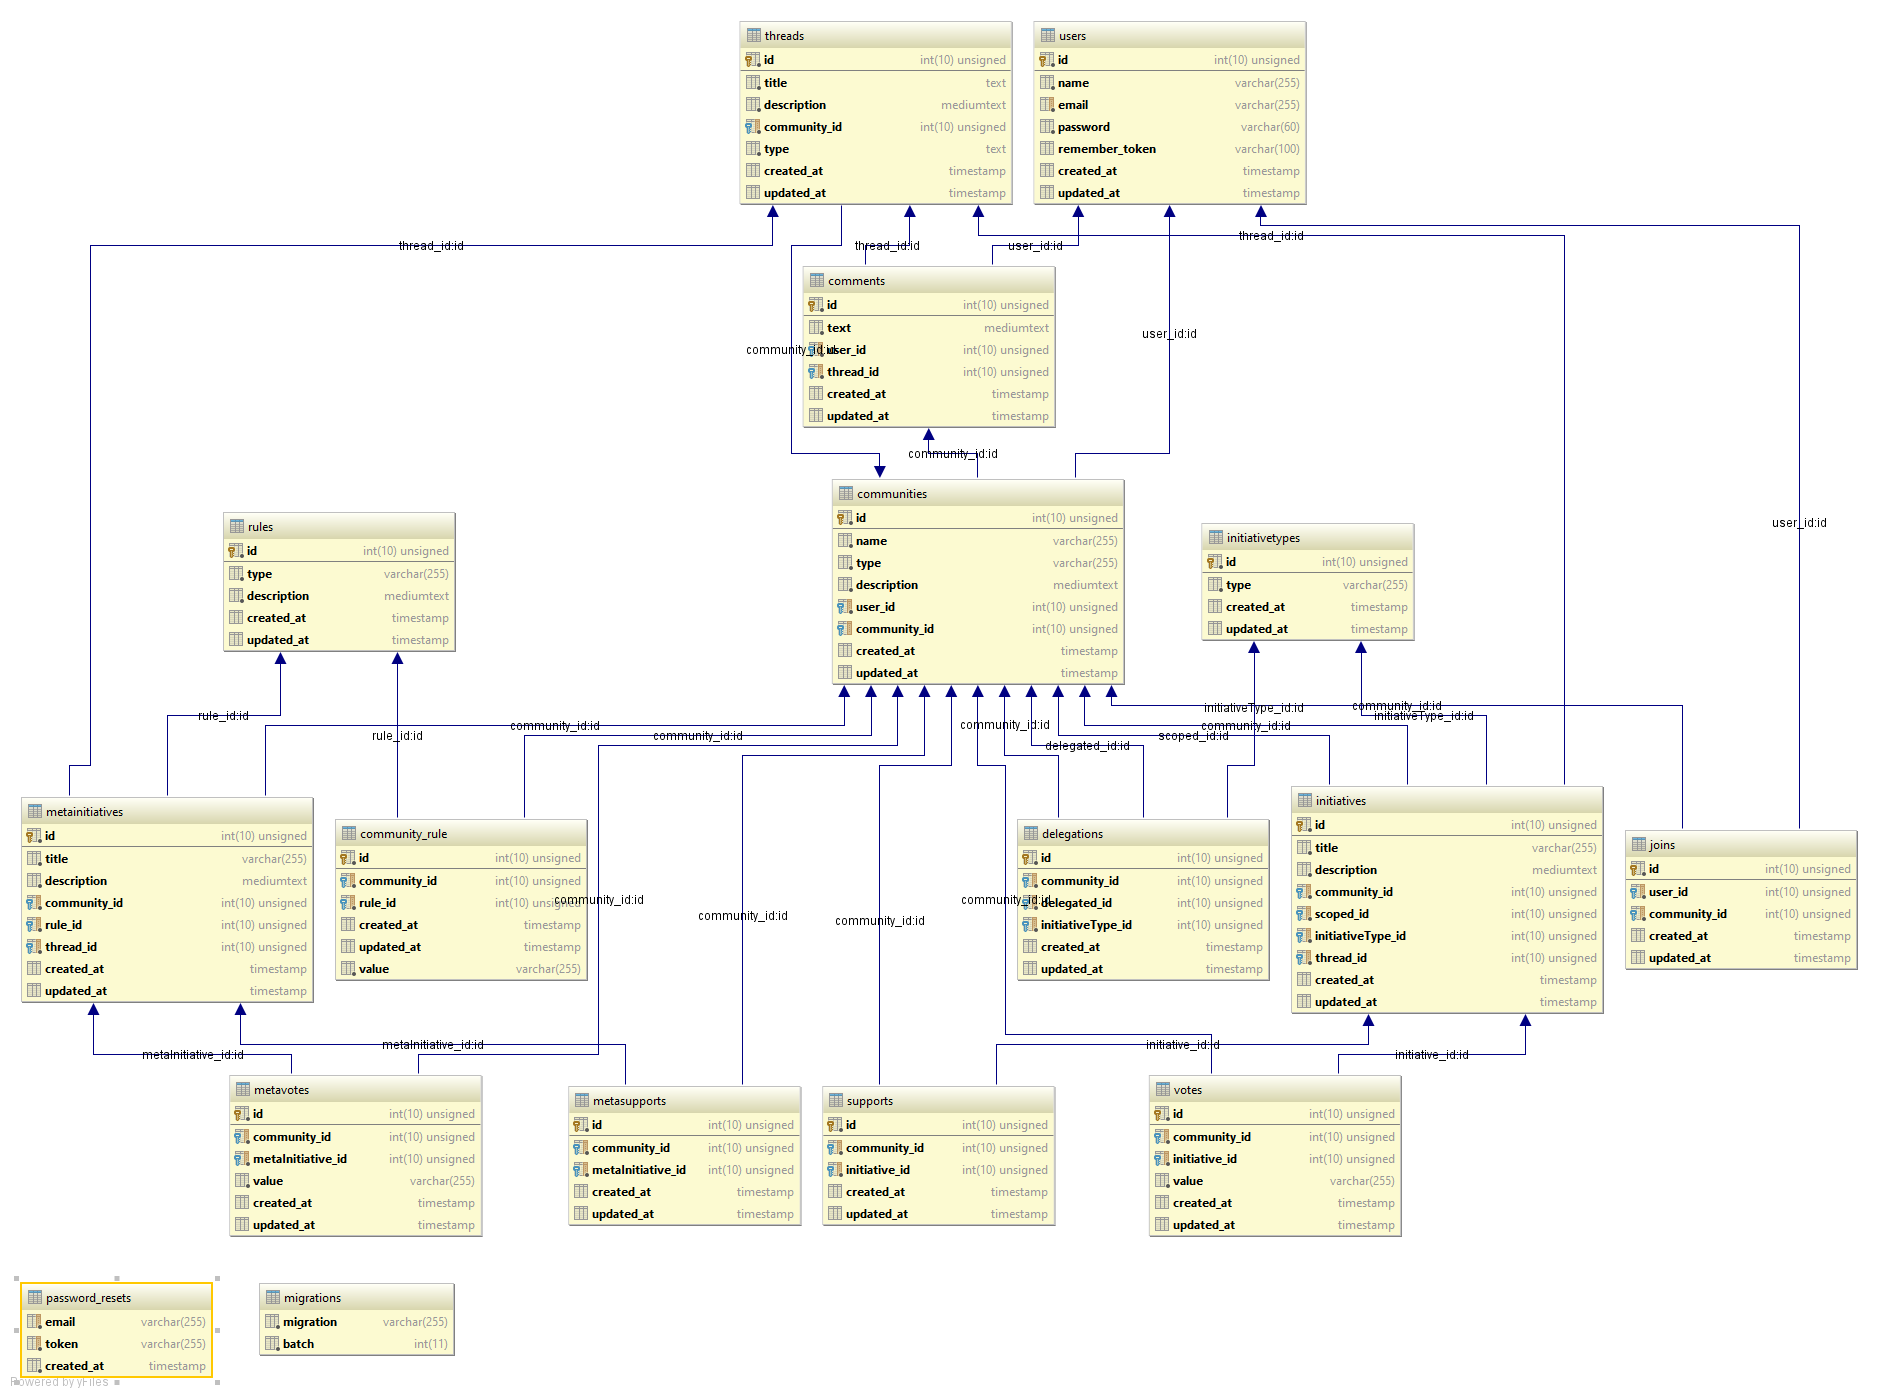 threads
id int(10) unsigned
title text
description mediumtext
community_id int(10) unsigned
type text
created_at timestamp
updated_at timestamp
users
id int(10) unsigned
name varchar(255)
email varchar(255)
password varchar(60)
remember_token varchar(100)
created_at timestamp
updated_at timestamp
thread_id:id
thread_id:id
user_id:id
thread_id:id
comments
id int(10) unsigned
text mediumtext
user_id int(10) unsigned
thread_id int(10) unsigned
created_at timestamp
updated_at timestamp
community_id:id
user_id:id
community_id:id
user_id:id
communities
id int(10) unsigned
name varchar(255)
type varchar(255)
description mediumtext
user_id int(10) unsigned
community_id int(10) unsigned
created_at timestamp
updated_at timestamp
rules
id int(10) unsigned
type varchar(255)
description mediumtext
created_at timestamp
updated_at timestamp
initiativetypes
id int(10) unsigned
type varchar(255)
created_at timestamp
updated_at timestamp
rule_id:id
rule_id:id
community_id:id
community_id:id
community_id:id
delegated_id:id
scoped_id:id
initiativeType_id:id
community_id:id
community_id:id
initiativeType_id:id
metainitiatives
id int(10) unsigned
title varchar(255)
description mediumtext
community_id int(10) unsigned
rule_id int(10) unsigned
thread_id int(10) unsigned
created_at timestamp
updated_at timestamp
community_rule
id int(10) unsigned
community_id int(10) unsigned
rule_id int(10) unsigned
created_at timestamp
updated_at timestamp
value varchar(255)
community_id:id
community_id:id
community_id:id
community_id:id
delegations
id int(10) unsigned
community_id int(10) unsigned
delegated_id int(10) unsigned
initiativeType_id int(10) unsigned
created_at timestamp
updated_at timestamp
initiatives
id int(10) unsigned
title varchar(255)
description mediumtext
community_id int(10) unsigned
scoped_id int(10) unsigned
initiativeType_id int(10) unsigned
thread_id int(10) unsigned
created_at timestamp
updated_at timestamp
joins
id int(10) unsigned
user_id int(10) unsigned
community_id int(10) unsigned
created_at timestamp
updated_at timestamp
metaInitiative_id:id
metaInitiative_id:id
initiative_id:id
initiative_id:id
metavotes
id int(10) unsigned
community_id int(10) unsigned
metaInitiative_id int(10) unsigned
value varchar(255)
created_at timestamp
updated_at timestamp
metasupports
id int(10) unsigned
community_id int(10) unsigned
metaInitiative_id int(10) unsigned
created_at timestamp
updated_at timestamp
supports
id int(10) unsigned
community_id int(10) unsigned
initiative_id int(10) unsigned
created_at timestamp
updated_at timestamp
votes
id int(10) unsigned
community_id int(10) unsigned
initiative_id int(10) unsigned
value varchar(255)
created_at timestamp
updated_at timestamp
password_resets
email varchar(255)
token varchar(255)
created_at timestamp
migrations
migration varchar(255)
batch int(11)
Powered by yFiles